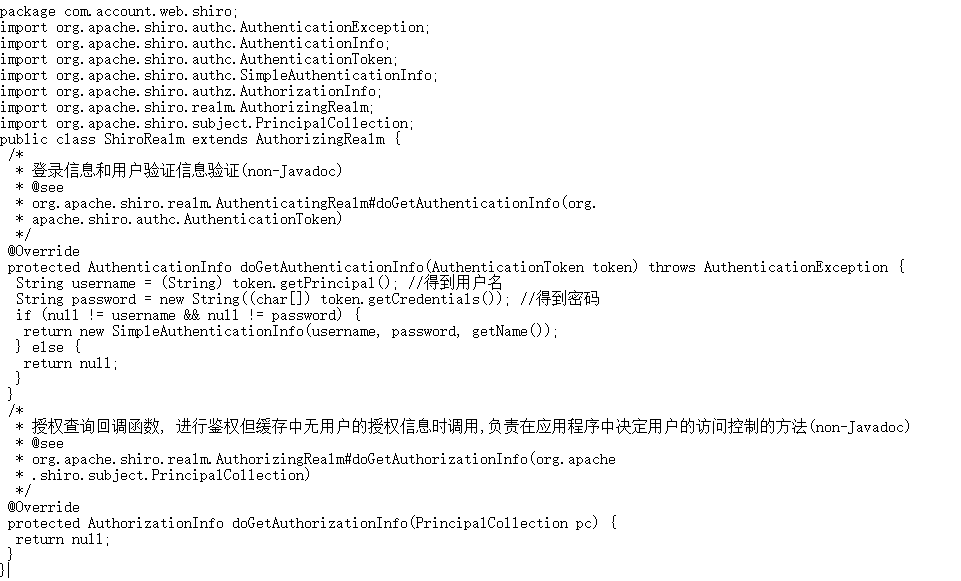 package com.account.web.shiro;
import org.apache.shiro.authc.AuthenticationException;
import org.apache.shiro.authc.AuthenticationInfo;
import org.apache.shiro.authc.AuthenticationToken;
import org.apache.shiro.authc.SimpleAuthenticationInfo;
import org.apache.shiro.authz.AuthorizationInfo;
import org.apache.shiro.realm.AuthorizingRealm;
import org.apache.shiro.subject.PrincipalCollection;
public class ShiroRealm extends AuthorizingRealm {
 /*
  * 登录信息和用户验证信息验证(non-Javadoc)
  * @see
  * org.apache.shiro.realm.AuthenticatingRealm#doGetAuthenticationInfo(org.
  * apache.shiro.authc.AuthenticationToken)
  */
 @Override
 protected AuthenticationInfo doGetAuthenticationInfo(AuthenticationToken token) throws AuthenticationException {
  String username = (String) token.getPrincipal(); //得到用户名
  String password = new String((char[]) token.getCredentials()); //得到密码
  if (null != username && null != password) {
   return new SimpleAuthenticationInfo(username, password, getName());
  } else {
   return null;
  }
 }
 /*
  * 授权查询回调函数, 进行鉴权但缓存中无用户的授权信息时调用,负责在应用程序中决定用户的访问控制的方法(non-Javadoc)
  * @see
  * org.apache.shiro.realm.AuthorizingRealm#doGetAuthorizationInfo(org.apache
  * .shiro.subject.PrincipalCollection)
  */
 @Override
 protected AuthorizationInfo doGetAuthorizationInfo(PrincipalCollection pc) {
  return null;
 }
}